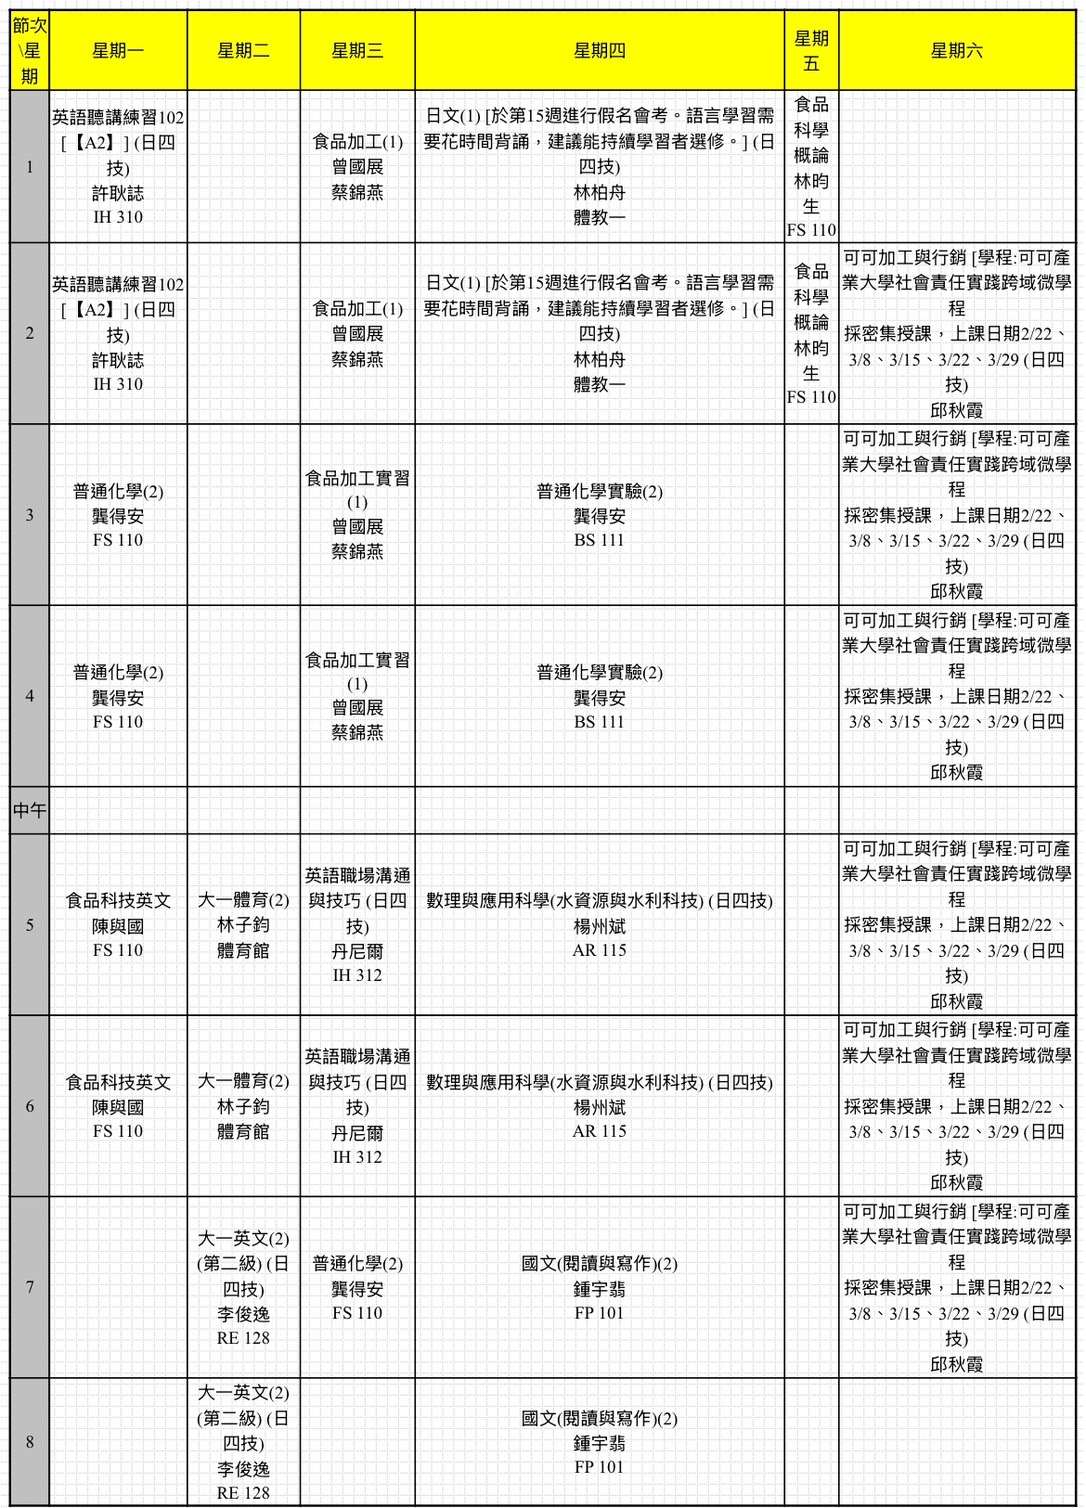 節次
\星
期
星期一
星期二
星期三
星期四
星期
五
星期六
1
英語聽講練習102
[【A2】] (日四
技)
許耿誌
IH 310
食品加工(1)
曾國展
蔡錦燕
日文(1) [於第15週進行假名會考。語言學習需
要花時間背誦，建議能持續學習者選修。] (日
四技)
林柏舟
體教一
食品
科學
概論
林昀
生
FS 110
2
英語聽講練習102
[【A2】] (日四
技)
許耿誌
IH 310
食品加工(1)
曾國展
蔡錦燕
日文(1) [於第15週進行假名會考。語言學習需
要花時間背誦，建議能持續學習者選修。] (日
四技)
林柏舟
體教一
食品
科學
概論
林昀
生
FS 110
可可加工與行銷 [學程:可可產
業大學社會責任實踐跨域微學
程
採密集授課，上課日期2/22、
3/8、3/15、3/22、3/29 (日四
技)
邱秋霞
3
普通化學(2)
龔得安
FS 110
食品加工實習
(1)
曾國展
蔡錦燕
普通化學實驗(2)
龔得安
BS 111
可可加工與行銷 [學程:可可產
業大學社會責任實踐跨域微學
程
採密集授課，上課日期2/22、
3/8、3/15、3/22、3/29 (日四
技)
邱秋霞
4
普通化學(2)
龔得安
FS 110
食品加工實習
(1)
曾國展
蔡錦燕
普通化學實驗(2)
龔得安
BS 111
可可加工與行銷 [學程:可可產
業大學社會責任實踐跨域微學
程
採密集授課，上課日期2/22、
3/8、3/15、3/22、3/29 (日四
技)
邱秋霞
中午
5
食品科技英文
陳與國
FS 110
大一體育(2)
林子鈞
體育館
英語職場溝通
與技巧 (日四
技)
丹尼爾
IH 312
數理與應用科學(水資源與水利科技) (日四技)
楊州斌
AR 115
可可加工與行銷 [學程:可可產
業大學社會責任實踐跨域微學
程
採密集授課，上課日期2/22、
3/8、3/15、3/22、3/29 (日四
技)
邱秋霞
6
食品科技英文
陳與國
FS 110
大一體育(2)
林子鈞
體育館
英語職場溝通
與技巧 (日四
技)
丹尼爾
IH 312
數理與應用科學(水資源與水利科技) (日四技)
楊州斌
AR 115
可可加工與行銷 [學程:可可產
業大學社會責任實踐跨域微學
程
採密集授課，上課日期2/22、
3/8、3/15、3/22、3/29 (日四
技)
邱秋霞
7
大一英文(2)
(第二級) (日
四技)
李俊逸
RE 128
普通化學(2)
龔得安
FS 110
國文(閱讀與寫作)(2)
鍾宇翡
FP 101
可可加工與行銷 [學程:可可產
業大學社會責任實踐跨域微學
程
採密集授課，上課日期2/22、
3/8、3/15、3/22、3/29 (日四
技)
邱秋霞
8
大一英文(2)
(第二級) (日
四技)
李俊逸
RE 128
國文(閱讀與寫作)(2)
鍾宇翡
FP 101